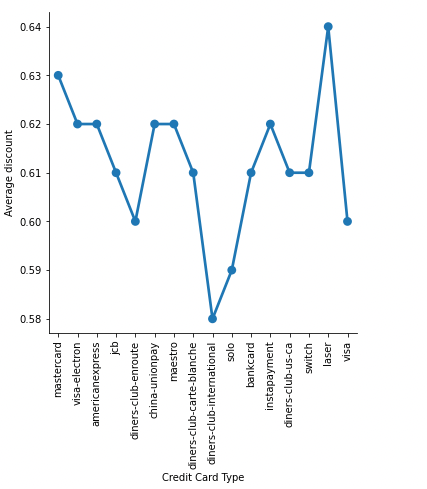 Average discount
0.64
0.63
0.62
0.61
0.60
0.59
0.58
mastercard
visa-electron
americanexpress
jcb
diners-club-enroute
china-unionpay
maestro
diners-club-carte-blanche
diners-club-international
solo
bankcard
instapayment
diners-club-us-ca
switch
laser
visa
Credit Card Type